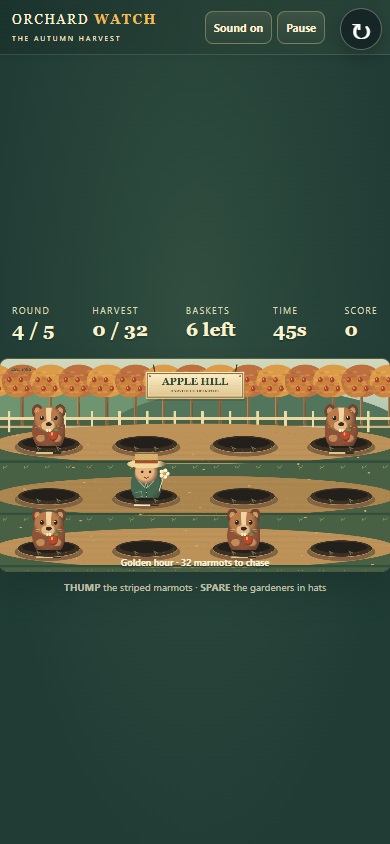 ORCHARD WATCH
THE AUTUMN HARVEST
Sound on
Pause
ROUND
HARVEST
BASKETS
TIME
SCORE
4 / 5
0 / 32
6 left
45s
0
APPLE HILL
Golden hour · 32 marmots to chase
THUMP the striped marmots · SPARE the gardeners in hats